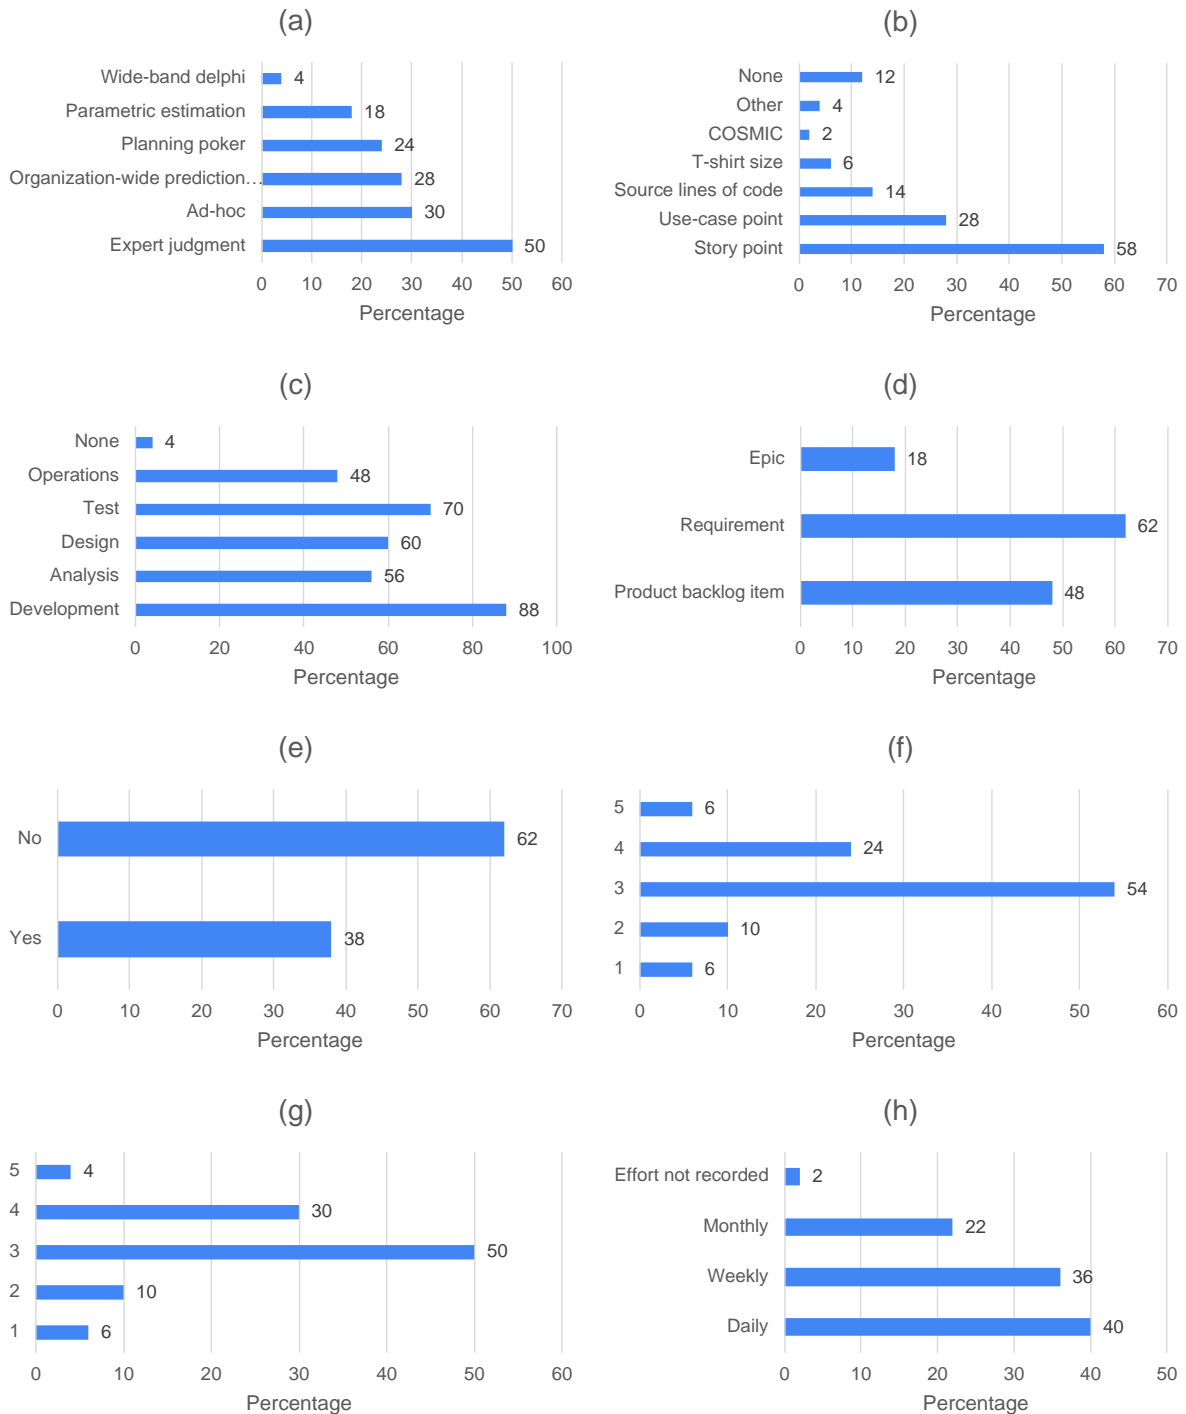 (a)
Wide-band delphi 4
Parametric estimation 18
Planning poker 24
Organization-wide prediction… 28
Ad-hoc 30
Expert judgment 50
0 10 20 30 40 50 60
Percentage
(b)
None 12
Other 4
COSMIC 2
T-shirt size 6
Source lines of code 14
Use-case point 28
Story point 58
0 10 20 30 40 50 60 70
Percentage
(c)
None 4
Operations 48
Test 70
Design 60
Analysis 56
Development 88
0 20 40 60 80 100
Percentage
(d)
Epic 18
Requirement 62
Product backlog item 48
0 10 20 30 40 50 60 70
Percentage
(e)
No 62
Yes 38
0 10 20 30 40 50 60 70
Percentage
(f)
5 6
4 24
3 54
2 10
1 6
0 10 20 30 40 50 60
Percentage
(g)
5 4
4 30
3 50
2 10
1 6
0 10 20 30 40 50 60
Percentage
(h)
Effort not recorded 2
Monthly 22
Weekly 36
Daily 40
0 10 20 30 40 50
Percentage